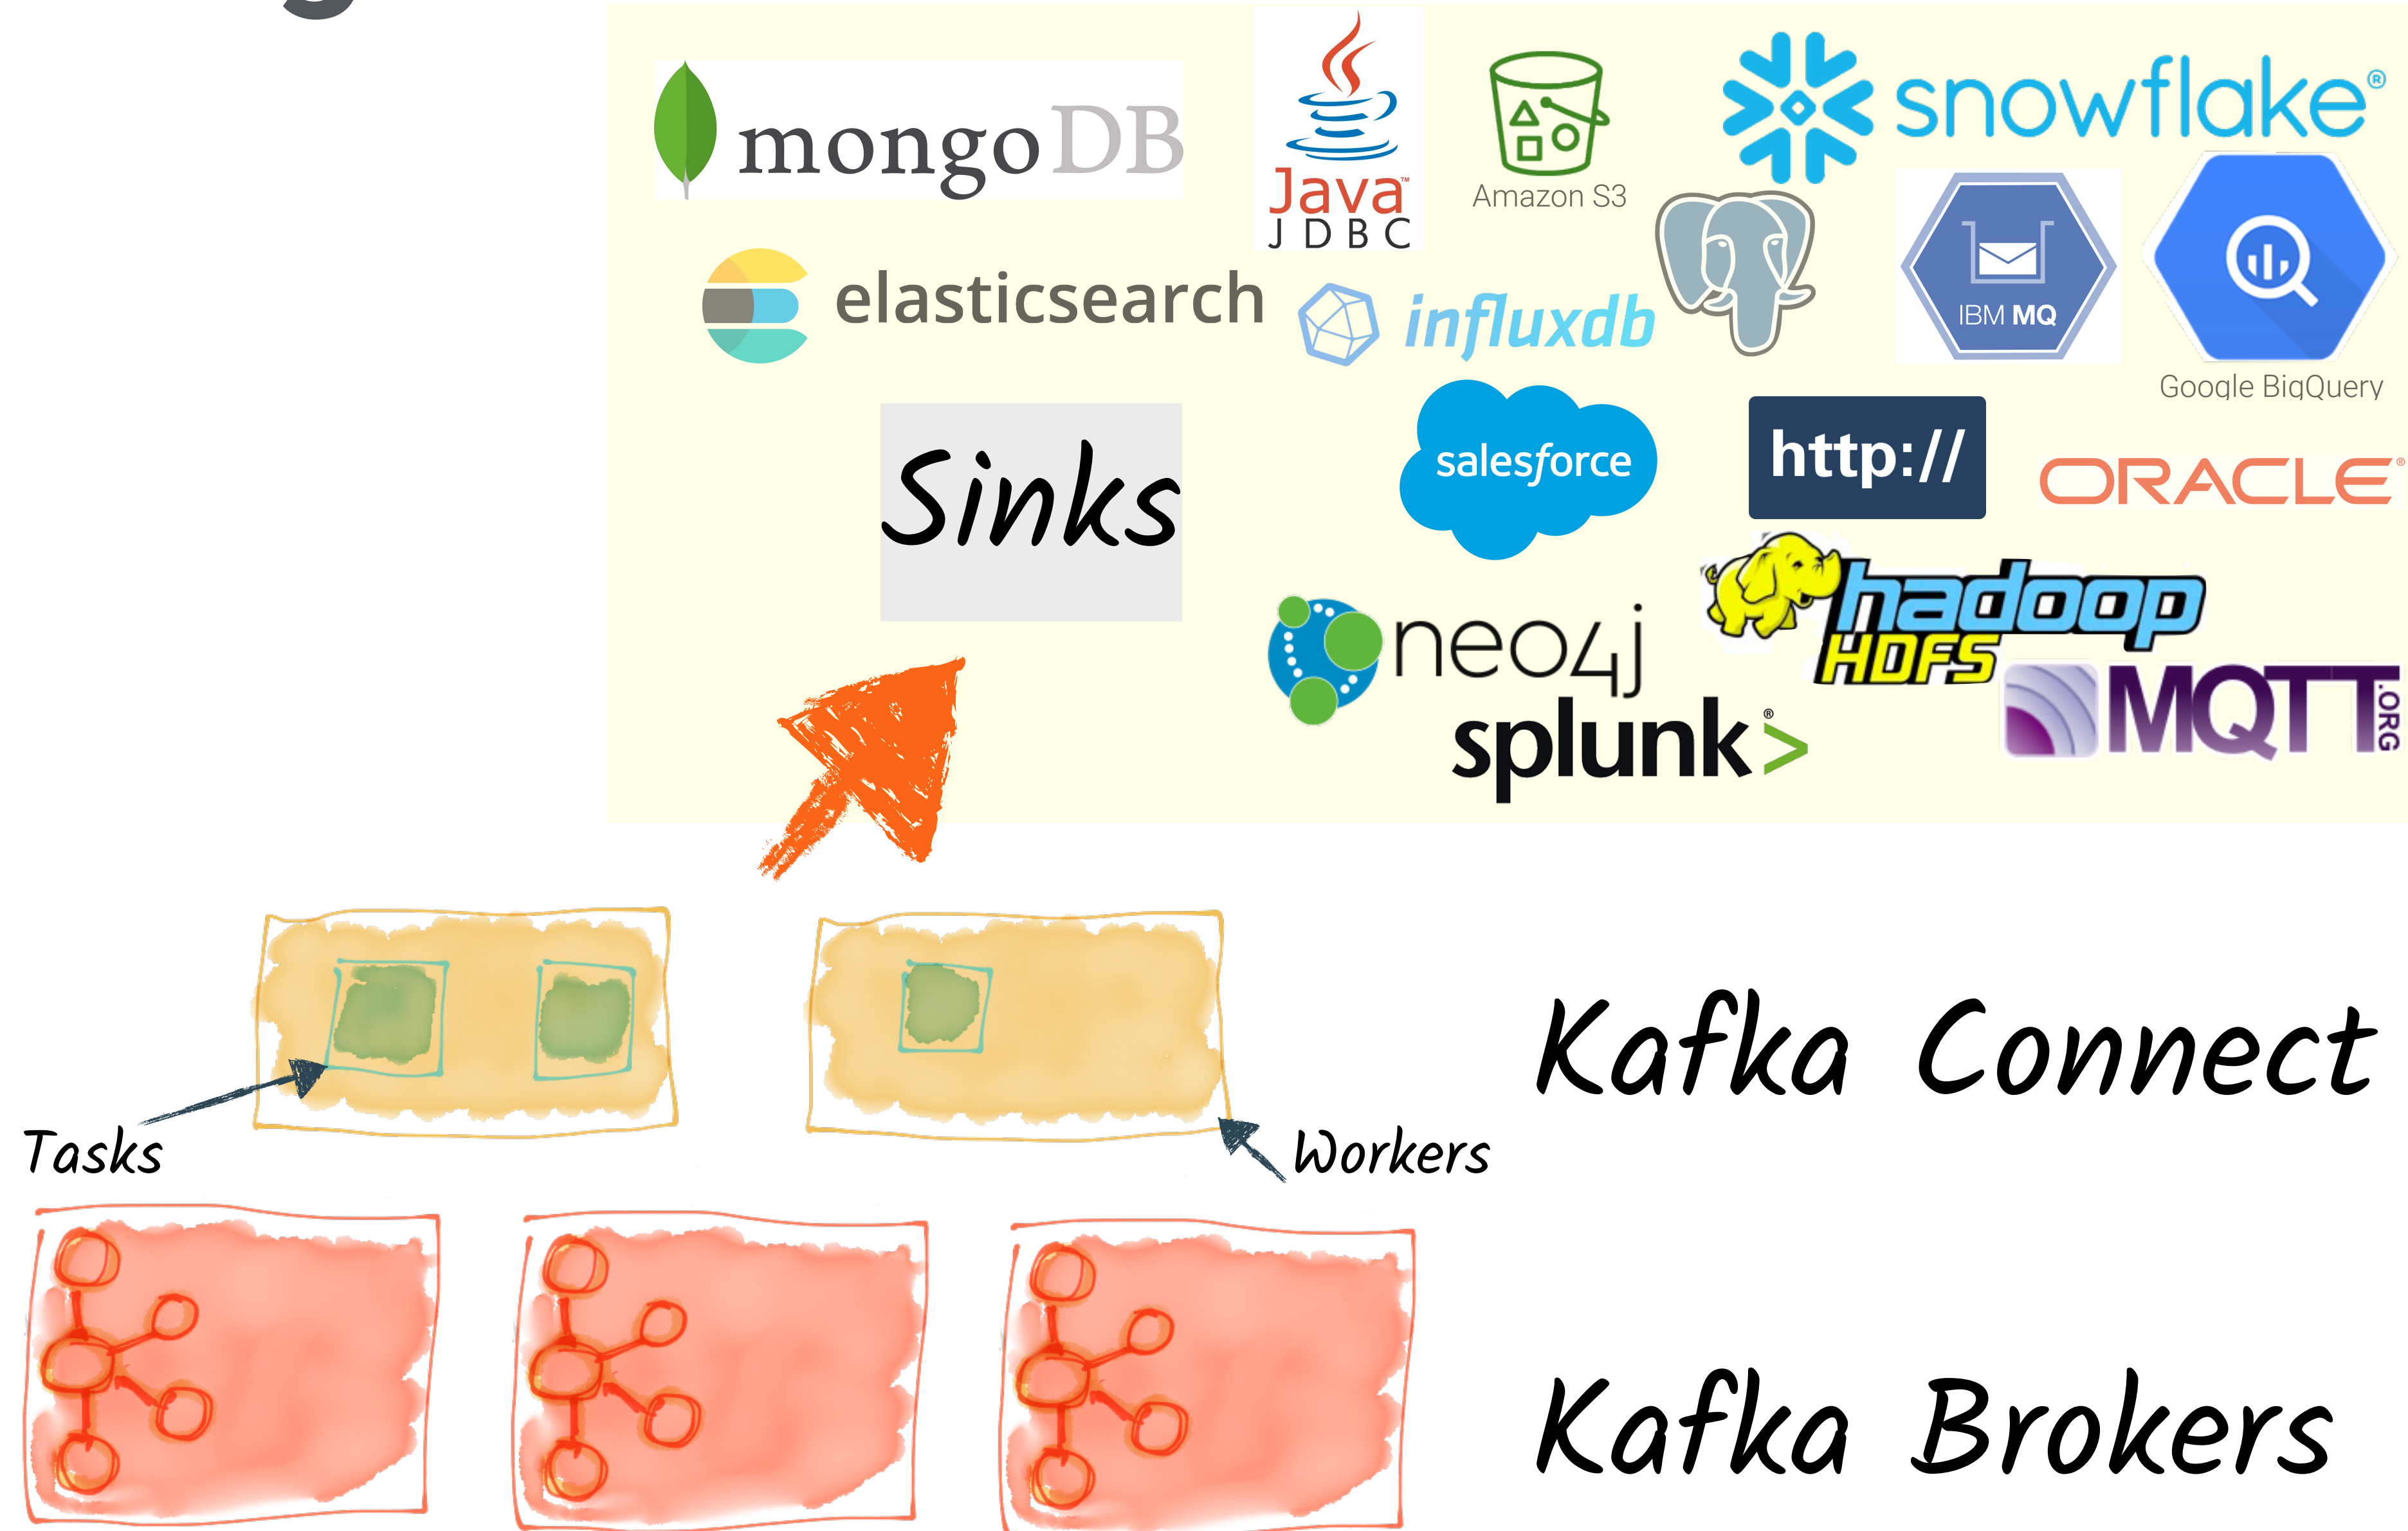 mongoDB
Java™
JDBC
Amazon S3
snowflake®
elasticsearch
influxdb
IBM MQ
Google BigQuery
Sinks
salesforce
http://
ORACLE®
hadoop
HDFS
neo4j
MQTT.ORG
splunk>®
Kafka Connect
Tasks
Workers
Kafka Brokers